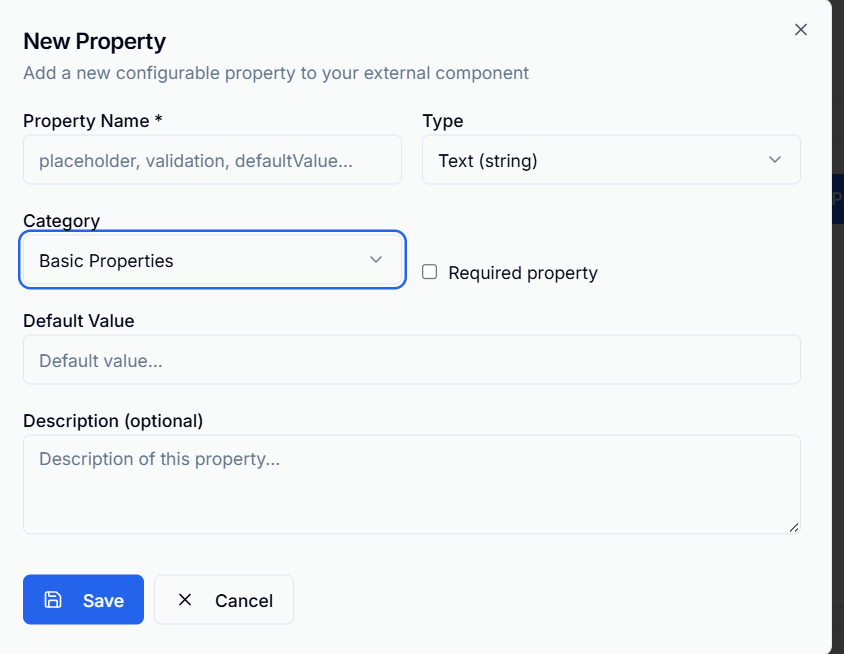 New Property
Add a new configurable property to your external component
Property Name * Type
placeholder, validation, defaultValue... Text (string)
Category
Basic Properties
Required property
Default Value
Default value...
Description (optional)
Description of this property...
Save Cancel